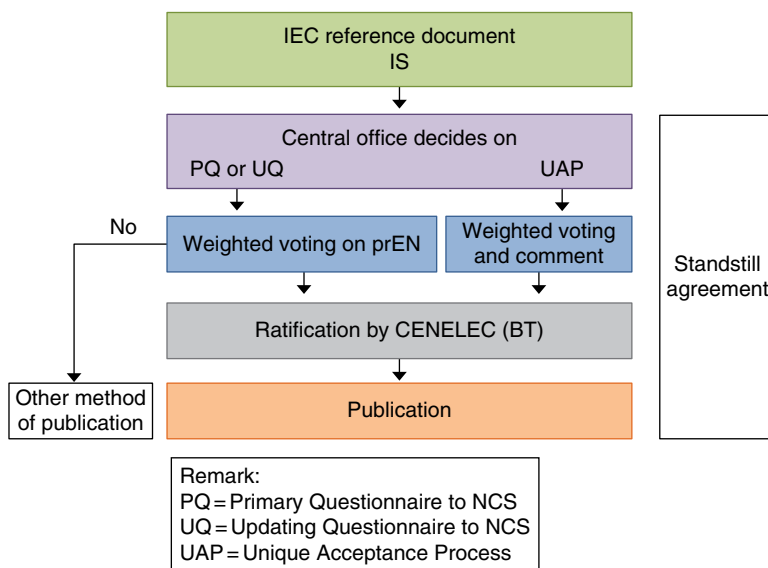 IEC reference document
IS
Central office decides on
PQ or UQ
UAP
No
Weighted voting on prEN
Weighted voting
and comment
Standstill
agreement
Ratification by CENELEC (BT)
Other method
of publication
Publication
Remark:
PQ = Primary Questionnaire to NCS
UQ = Updating Questionnaire to NCS
UAP = Unique Acceptance Process